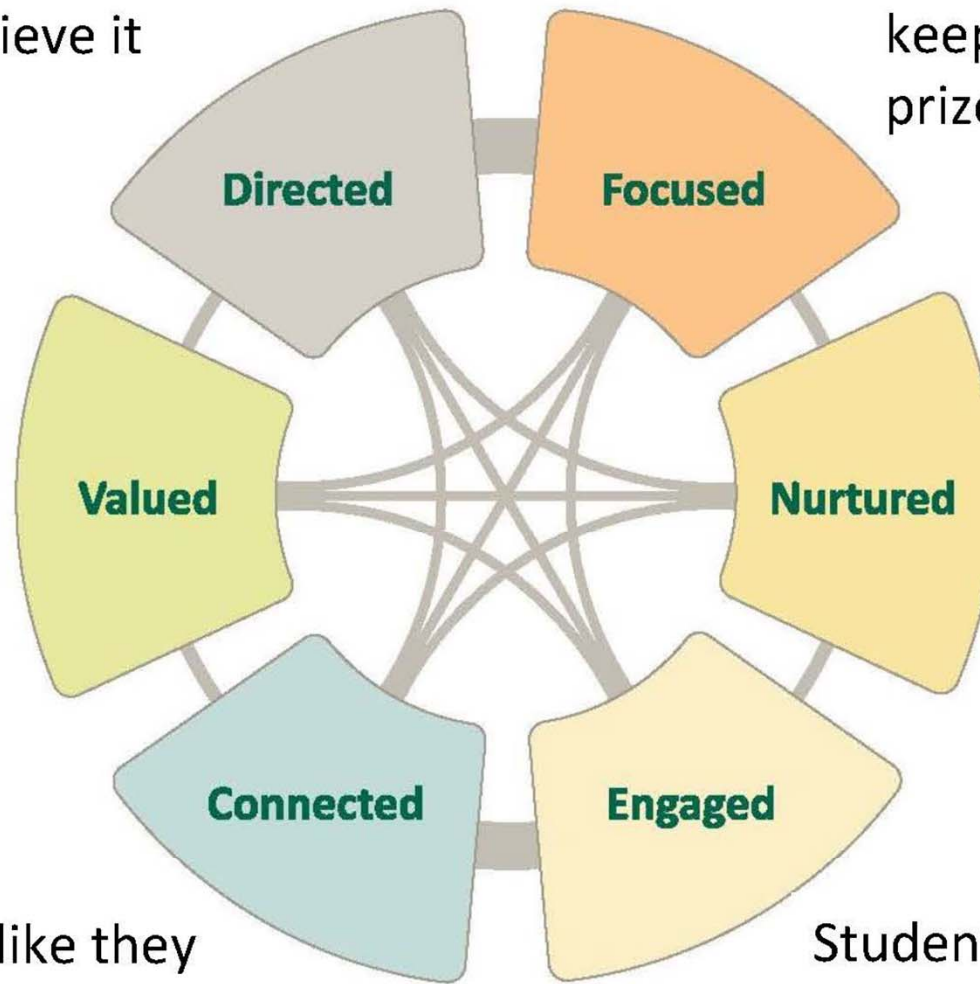 ieve it
keep
prize
Directed
Focused
Valued
Nurtured
Connected
Engaged
like they
Studen